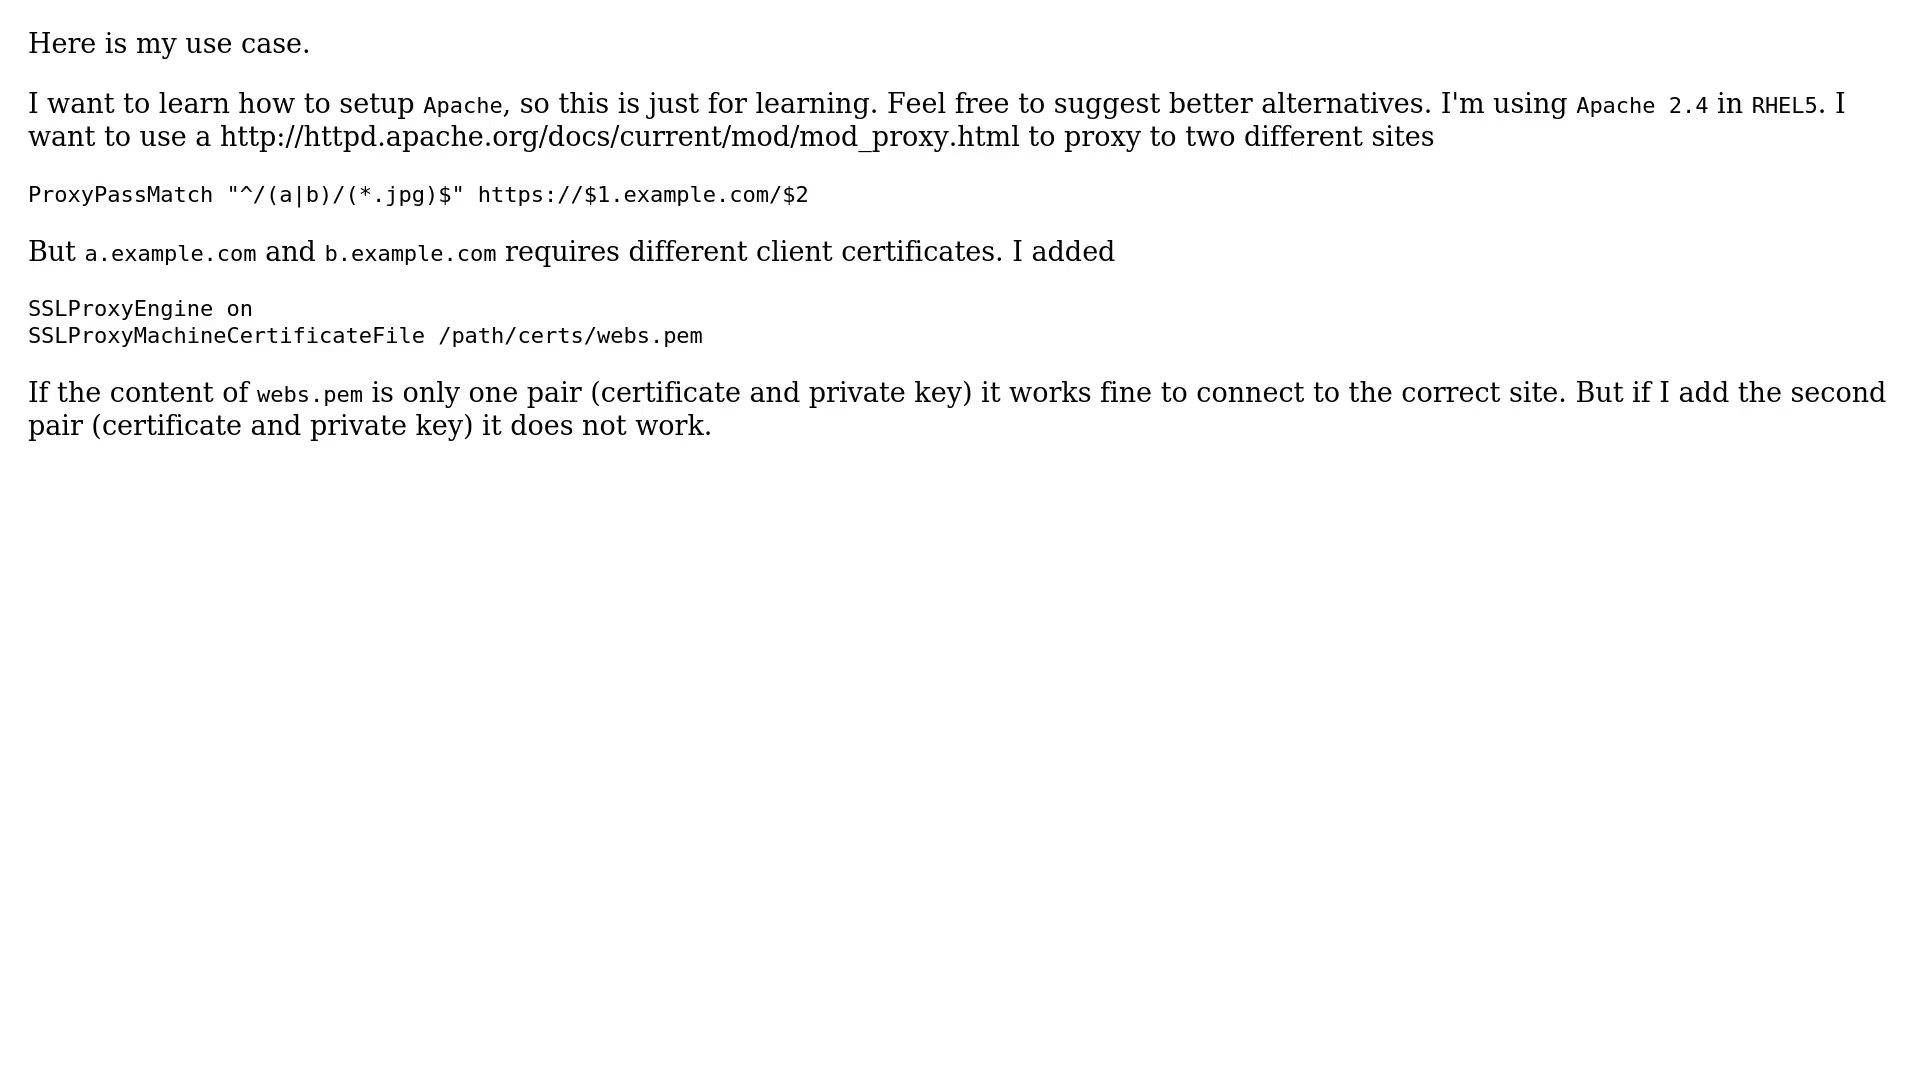 Here is my use case.
I want to learn how to setup Apache, so this is just for learning. Feel free to suggest better alternatives. I'm using Apache 2.4 in RHEL5. I
want to use a http://httpd.apache.org/docs/current/mod/mod_proxy.html to proxy to two different sites
ProxyPassMatch "^/(a|b)/(*.jpg)$" https://$1.example.com/$2
But a.example.com and b.example.com requires different client certificates. I added
SSLProxyEngine on
SSLProxyMachineCertificateFile /path/certs/webs.pem
If the content of webs.pem is only one pair (certificate and private key) it works fine to connect to the correct site. But if I add the second
pair (certificate and private key) it does not work.